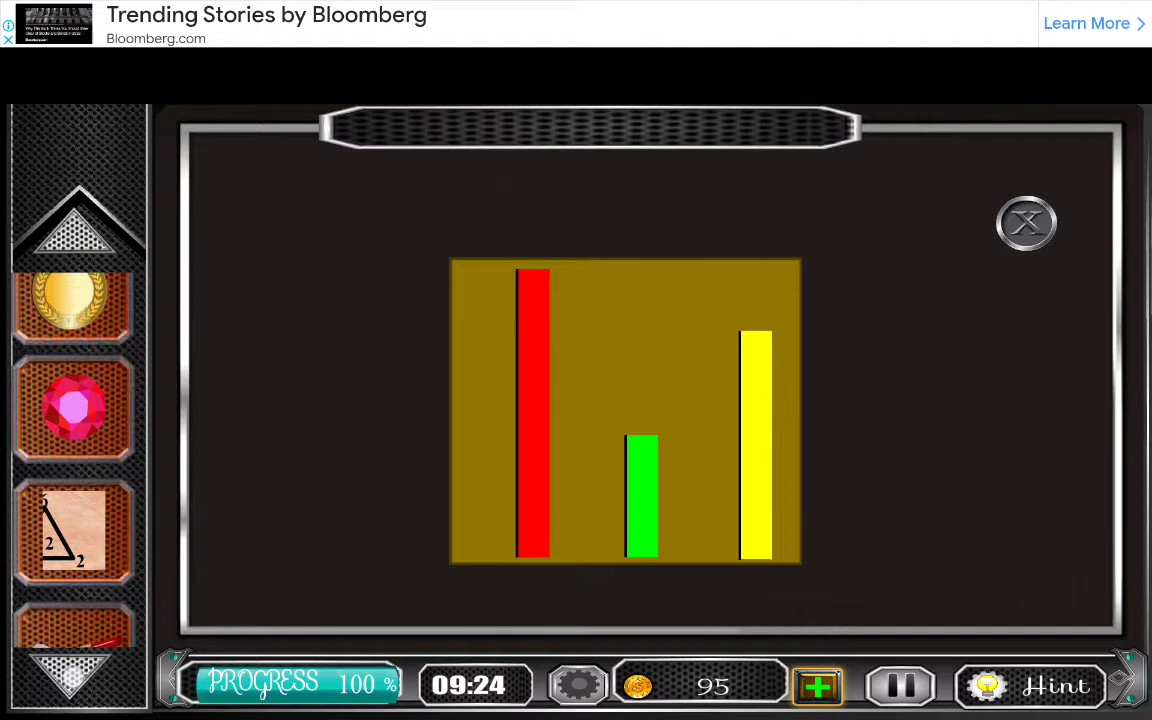 Trending Stories by Bloomberg
Bloomberg.com
Learn More
X
2
2
PROGRESS 100 %
09:24
95
Hint